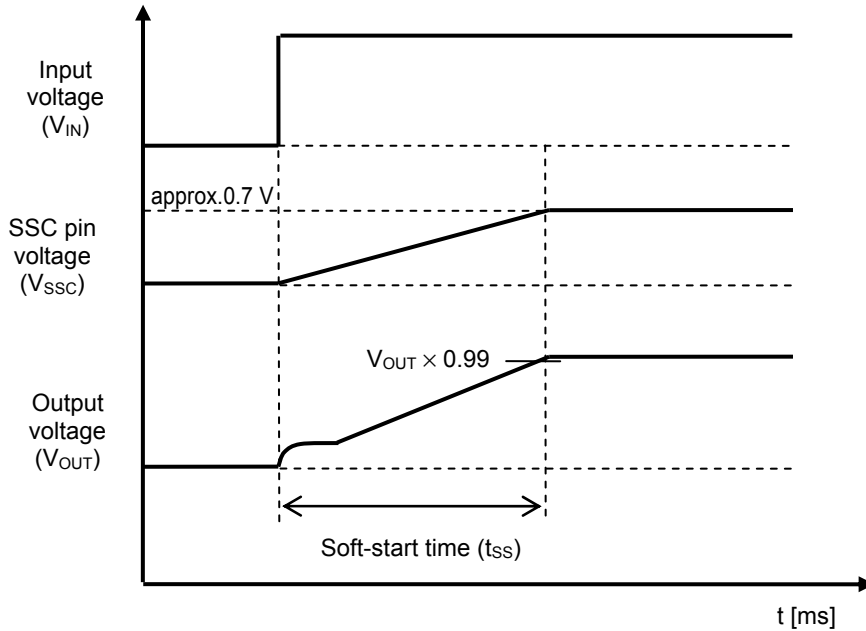 Input
voltage
(VIN)
approx.0.7 V
SSC pin
voltage
(VSSC)
VOUT × 0.99
Output
voltage
(VOUT)
Soft-start time (tSS)
t [ms]